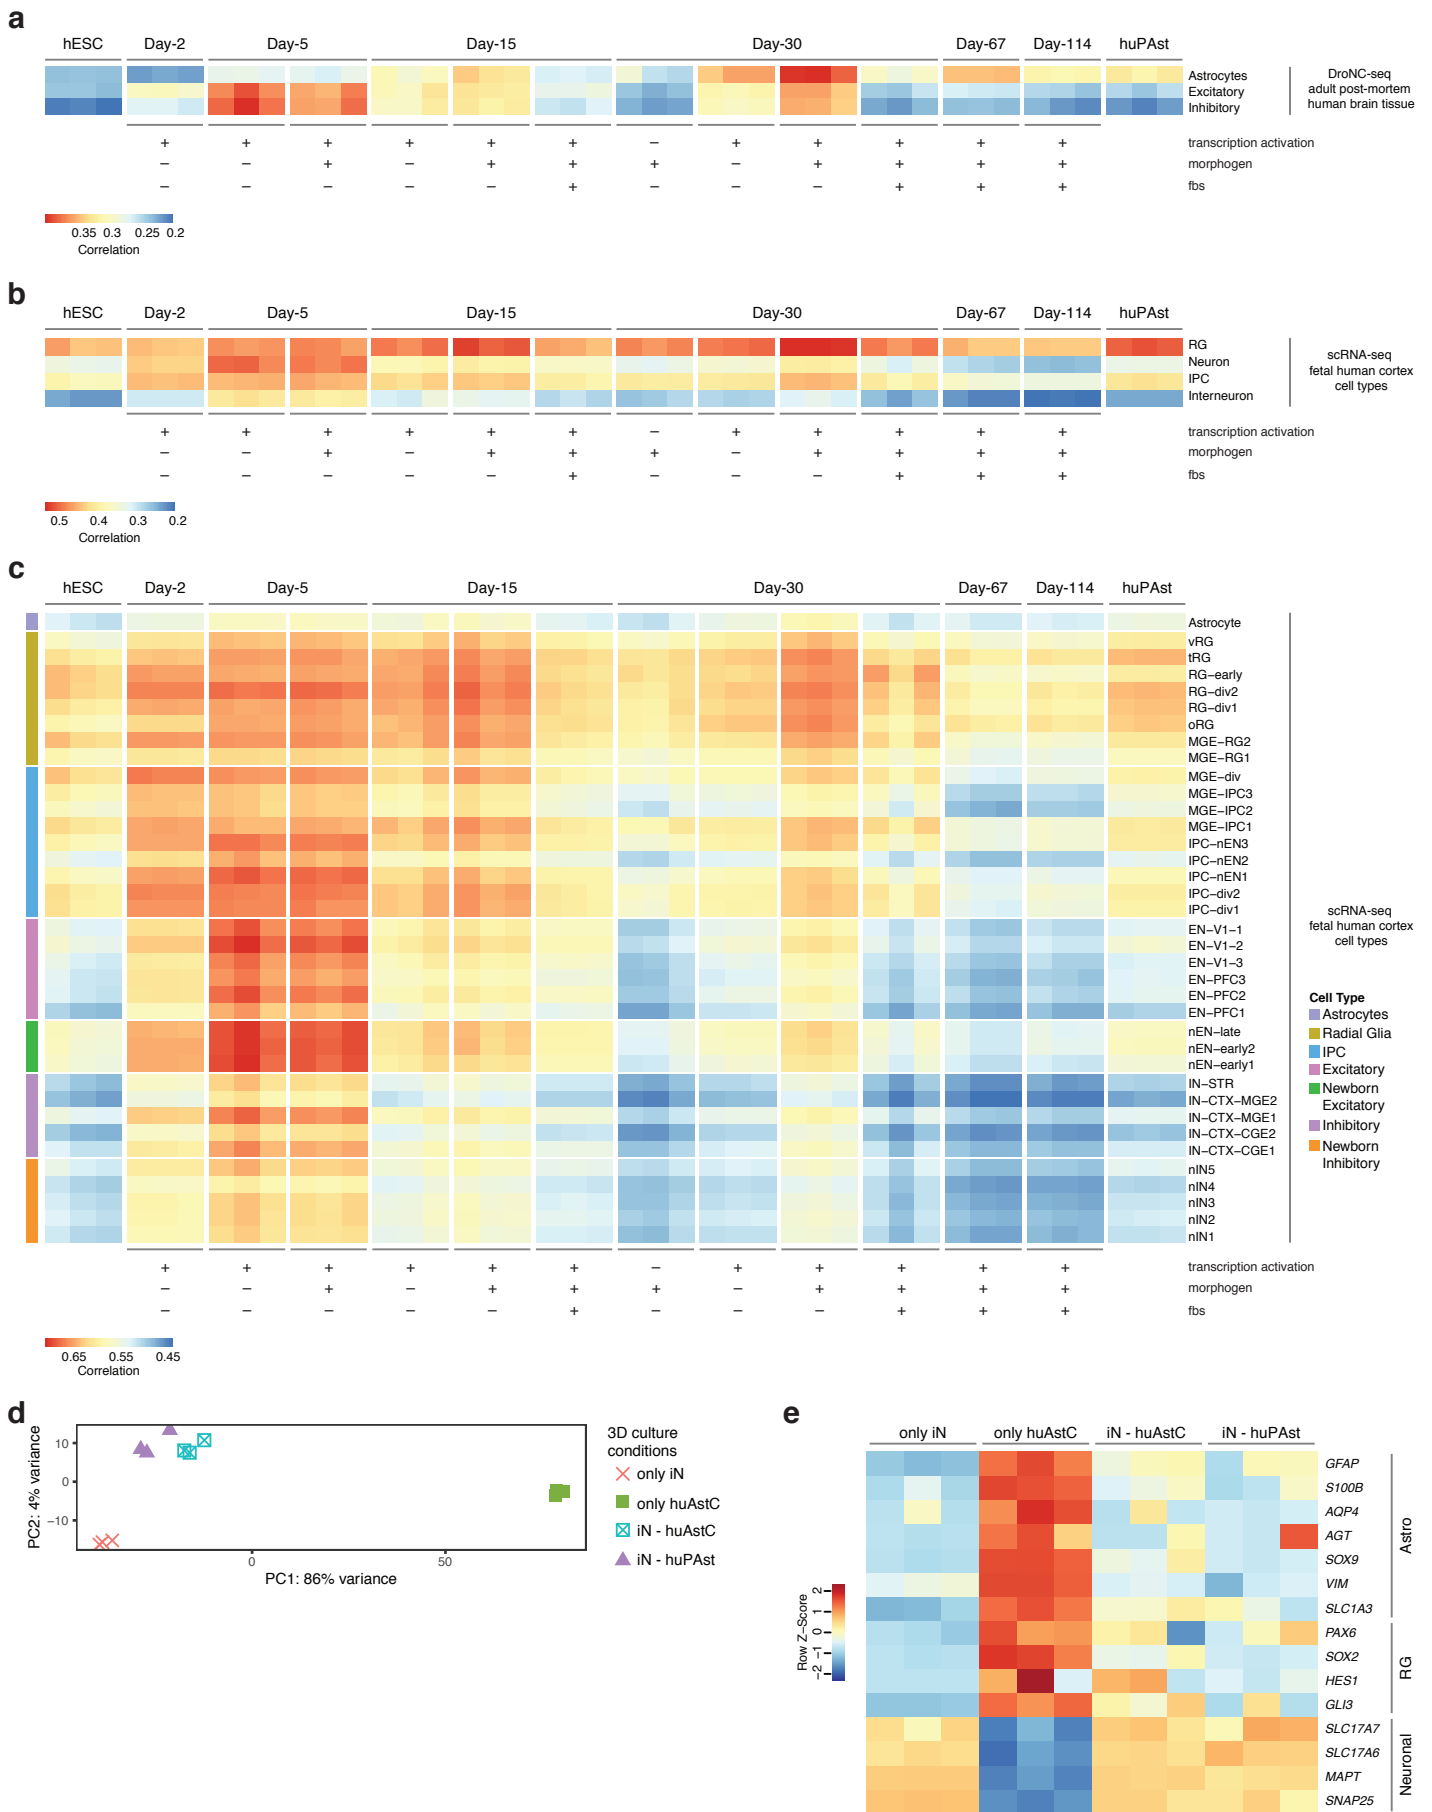 a
hESC Day-2 Day-5 Day-15 Day-30 Day-67 Day-114 huPAst
Astrocytes
Excitatory
Inhibitory
DroNC-seq
adult post-mortem
human brain tissue
+ + + + + + − + + + + + transcription activation
− − + − + + + − + + + + morphogen
− − − − − + − − − + + + fbs
0.35 0.3 0.25 0.2
Correlation
b
hESC Day-2 Day-5 Day-15 Day-30 Day-67 Day-114 huPAst
RG
Neuron
IPC
Interneuron
scRNA-seq
fetal human cortex
cell types
+ + + + + + − + + + + + transcription activation
− − + − + + + − + + + + morphogen
− − − − − + − − − + + + fbs
0.5 0.4 0.3 0.2
Correlation
c
hESC Day-2 Day-5 Day-15 Day-30 Day-67 Day-114 huPAst
Astrocyte
vRG
tRG
RG−early
RG−div2
RG−div1
oRG
MGE−RG2
MGE−RG1
MGE−div
MGE−IPC3
MGE−IPC2
MGE−IPC1
IPC−nEN3
IPC−nEN2
IPC−nEN1
IPC−div2
IPC−div1
EN−V1−1
EN−V1−2
EN−V1−3
EN−PFC3
EN−PFC2
EN−PFC1
nEN−late
nEN−early2
nEN−early1
IN−STR
IN−CTX−MGE2
IN−CTX−MGE1
IN−CTX−CGE2
IN−CTX−CGE1
nIN5
nIN4
nIN3
nIN2
nIN1
scRNA-seq
fetal human cortex
cell types
Cell Type
Astrocytes
Radial Glia
IPC
Excitatory
Newborn
Excitatory
Inhibitory
Newborn
Inhibitory
+ + + + + + − + + + + + transcription activation
− − + − + + + − + + + + morphogen
− − − − − + − − − + + + fbs
0.65 0.55 0.45
Correlation
d
PC2: 4% variance
10
0
−10
0 50
PC1: 86% variance
3D culture
conditions
only iN
only huAstC
iN - huAstC
iN - huPAst
e
only iN only huAstC iN - huAstC iN - huPAst
GFAP
S100B
AQP4
AGT
SOX9
VIM
SLC1A3
PAX6
SOX2
HES1
GLI3
SLC17A7
SLC17A6
MAPT
SNAP25
Astro
RG
Neuronal
Row Z−Score
2
1
0
−1
−2